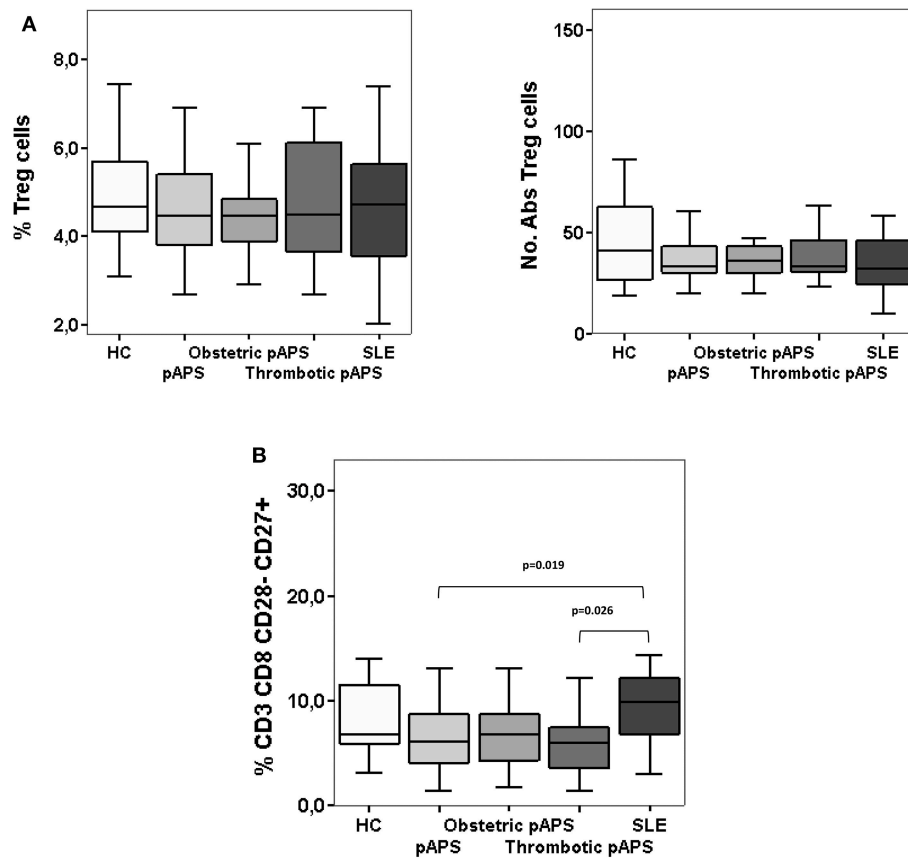 A
% Treg cells
8,0
6,0
4,0
2,0
HC
Obstetric pAPS
SLE
pAPS
Thrombotic pAPS
No. Abs Treg cells
150
100
50
0
HC
Obstetric pAPS
SLE
pAPS
Thrombotic pAPS
B
% CD3 CD8 CD28- CD27+
30,0
20,0
10,0
0,0
p=0.019
p=0.026
HC
Obstetric pAPS
SLE
pAPS
Thrombotic pAPS